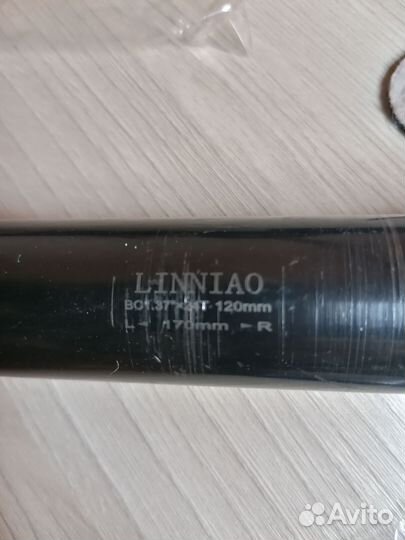 LINNIAO
BC1.37"×24T 120mm
L◄ 170mm ►R
Avito